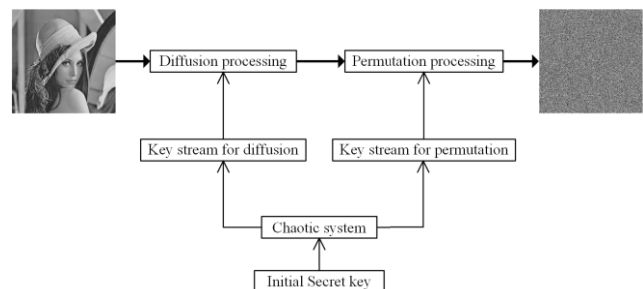 Diffusion processing
Permutation processing
Key stream for diffusion
Key stream for permutation
Chaotic system
Initial Secret key